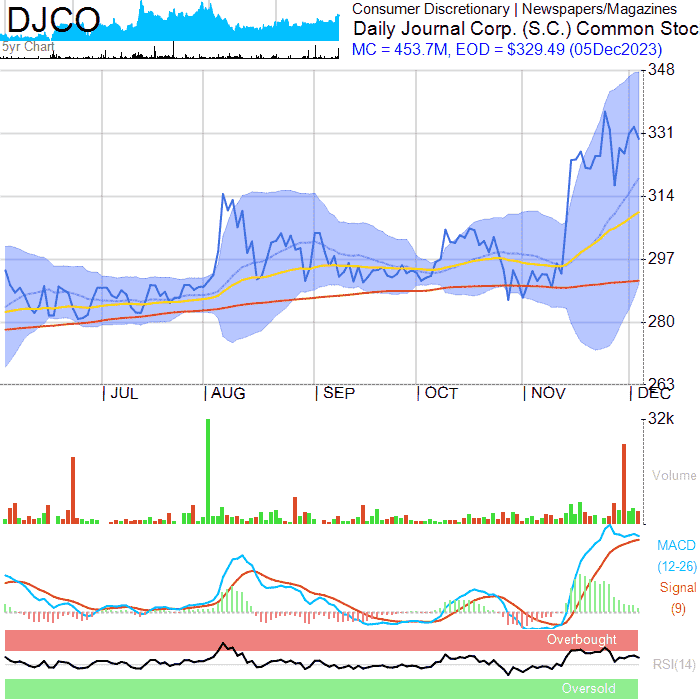 DJCO
5yr Chart
Consumer Discretionary | Newspapers/Magazines
Daily Journal Corp. (S.C.) Common Stoc
MC = 453.7M, EOD = $329.49 (05Dec2023)
348
331
314
297
280
263
| JUL | AUG | SEP | OCT | NOV | DEC
32k
Volume
MACD
(12-26)
Signal
(9)
Overbought
RSI(14)
Oversold